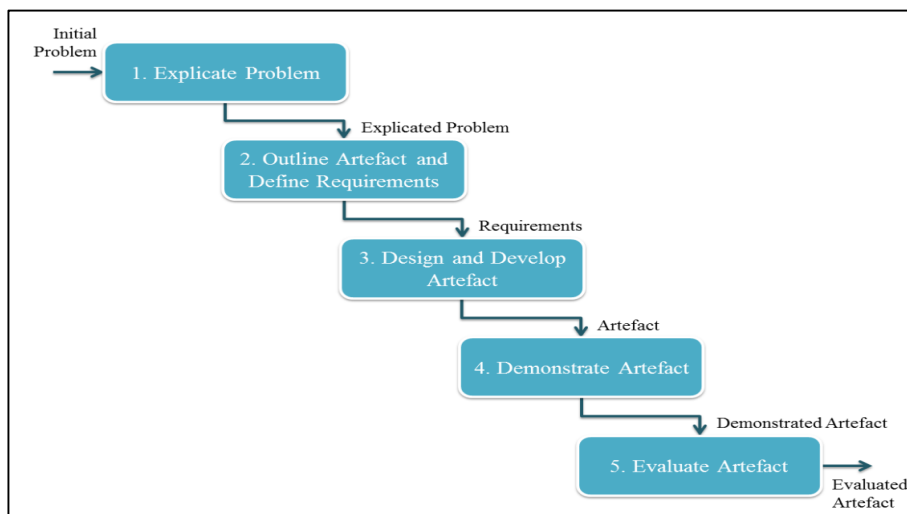 Initial
Problem
1. Explicate Problem
Explicated Problem
2. Outline Artefact and
Define Requirements
Requirements
3. Design and Develop
Artefact
Artefact
4. Demonstrate Artefact
Demonstrated Artefact
5. Evaluate Artefact
Evaluated
Artefact